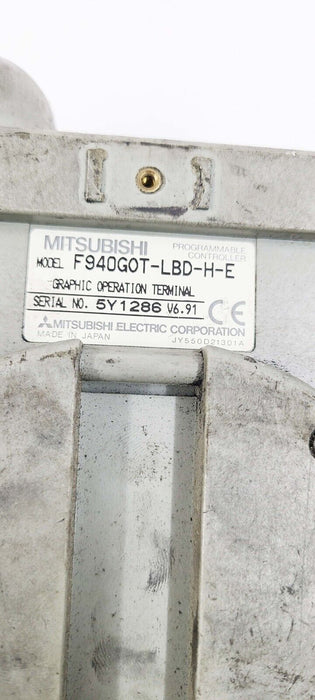 MITSUBISHI
PROGRAMMABLE
CONTROLLER
MODEL F940GOT-LBD-H-E
GRAPHIC OPERATION TERMINAL
SERIAL NO. 5Y1286 V6.91
MITSUBISHI ELECTRIC CORPORATION
MADE IN JAPAN
JY550D21301A
CE